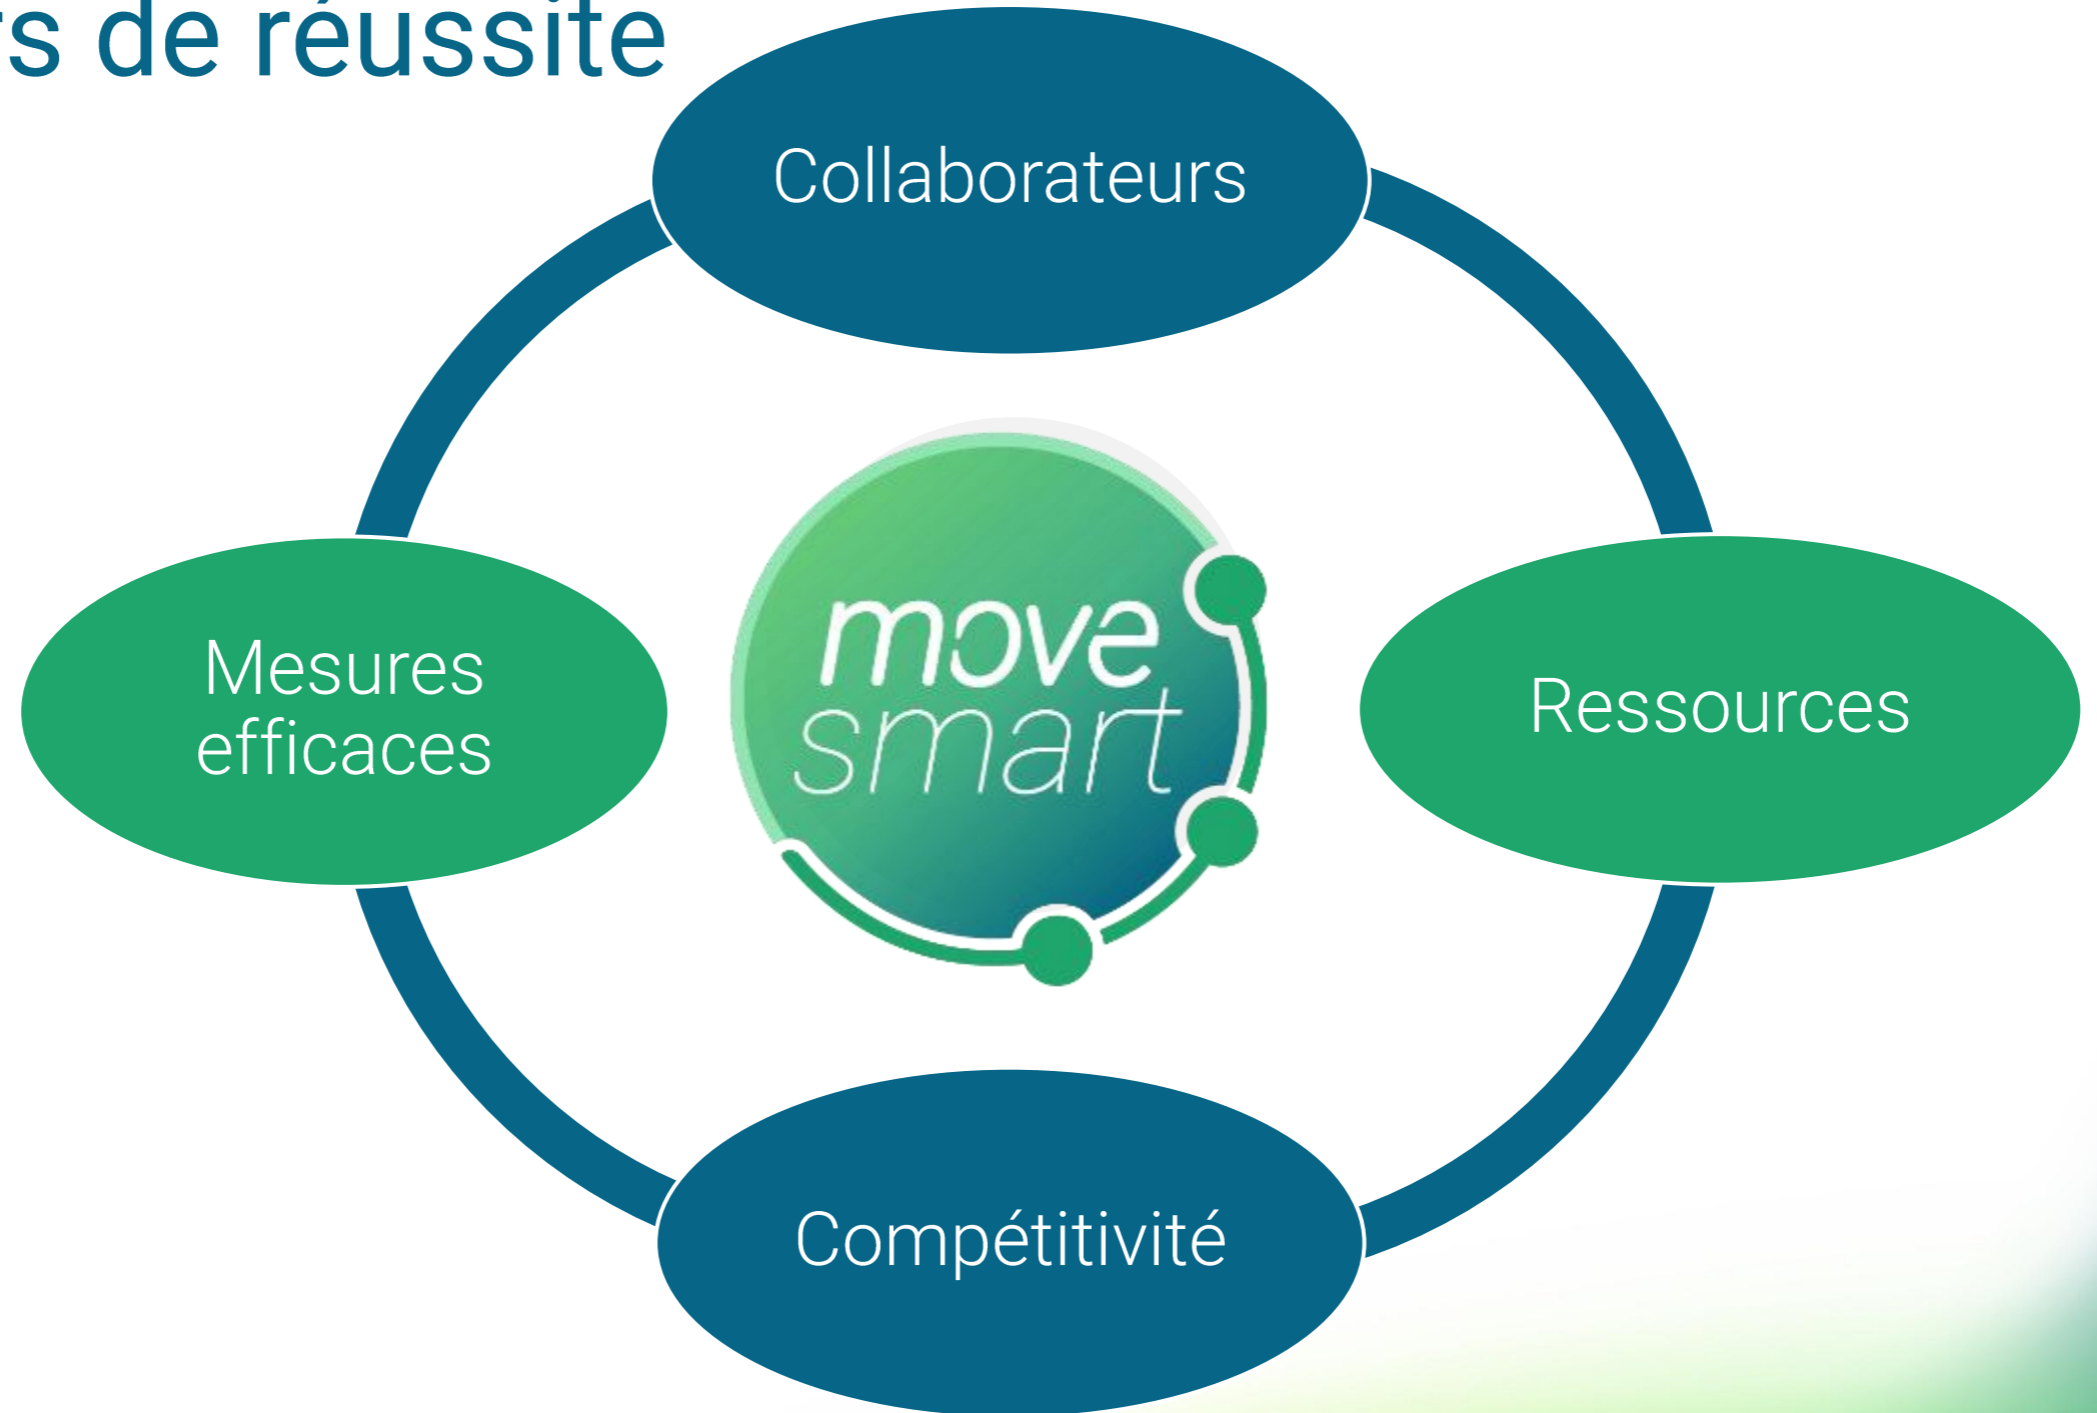 rs de réussite
Collaborateurs
Mesures
efficaces
move
smart
Ressources
Compétitivité